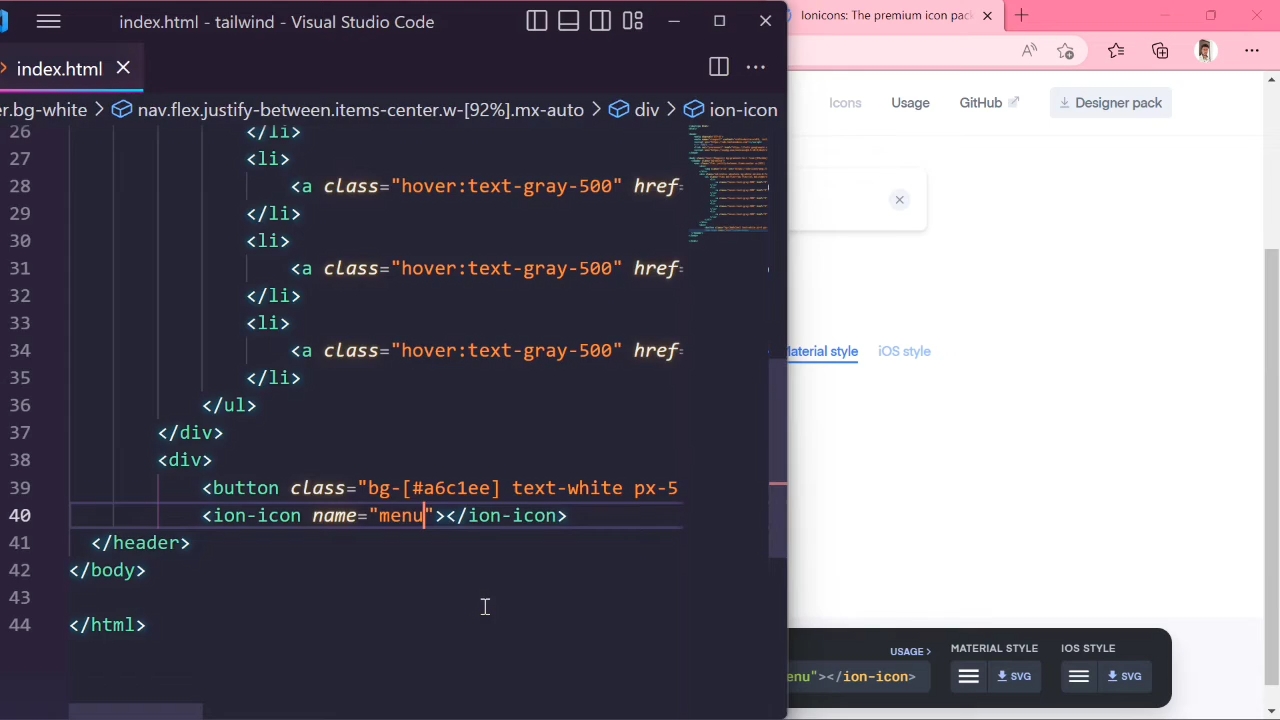 index.html - tailwind - Visual Studio Code
index.html
er.bg-white > nav.flex.justify-between.items-center.w-[92%].mx-auto > div > ion-icon
26 </li>
27 <li>
28 <a class="hover:text-gray-500" href=
29 </li>
30 <li>
31 <a class="hover:text-gray-500" href=
32 </li>
33 <li>
34 <a class="hover:text-gray-500" href=
35 </li>
36 </ul>
37 </div>
38 <div>
39 <button class="bg-[#a6c1ee] text-white px-5
40 <ion-icon name="menu"></ion-icon>
41 </header>
42 </body>
43
44 </html>
Ionicons: The premium icon pac
Icons Usage GitHub Designer pack
Material style iOS style
USAGE > MATERIAL STYLE IOS STYLE
enu"></ion-icon> SVG SVG